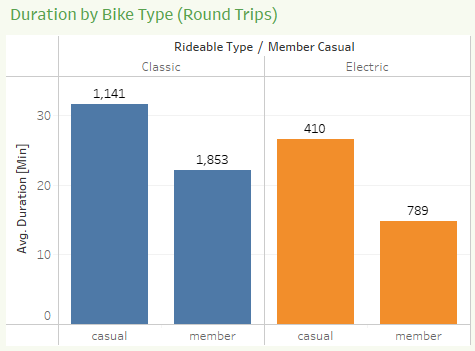 Duration by Bike Type (Round Trips)
Rideable Type / Member Casual
Classic
Electric
Avg. Duration [Min]
30
20
10
0
1,141
1,853
410
789
casual
member
casual
member